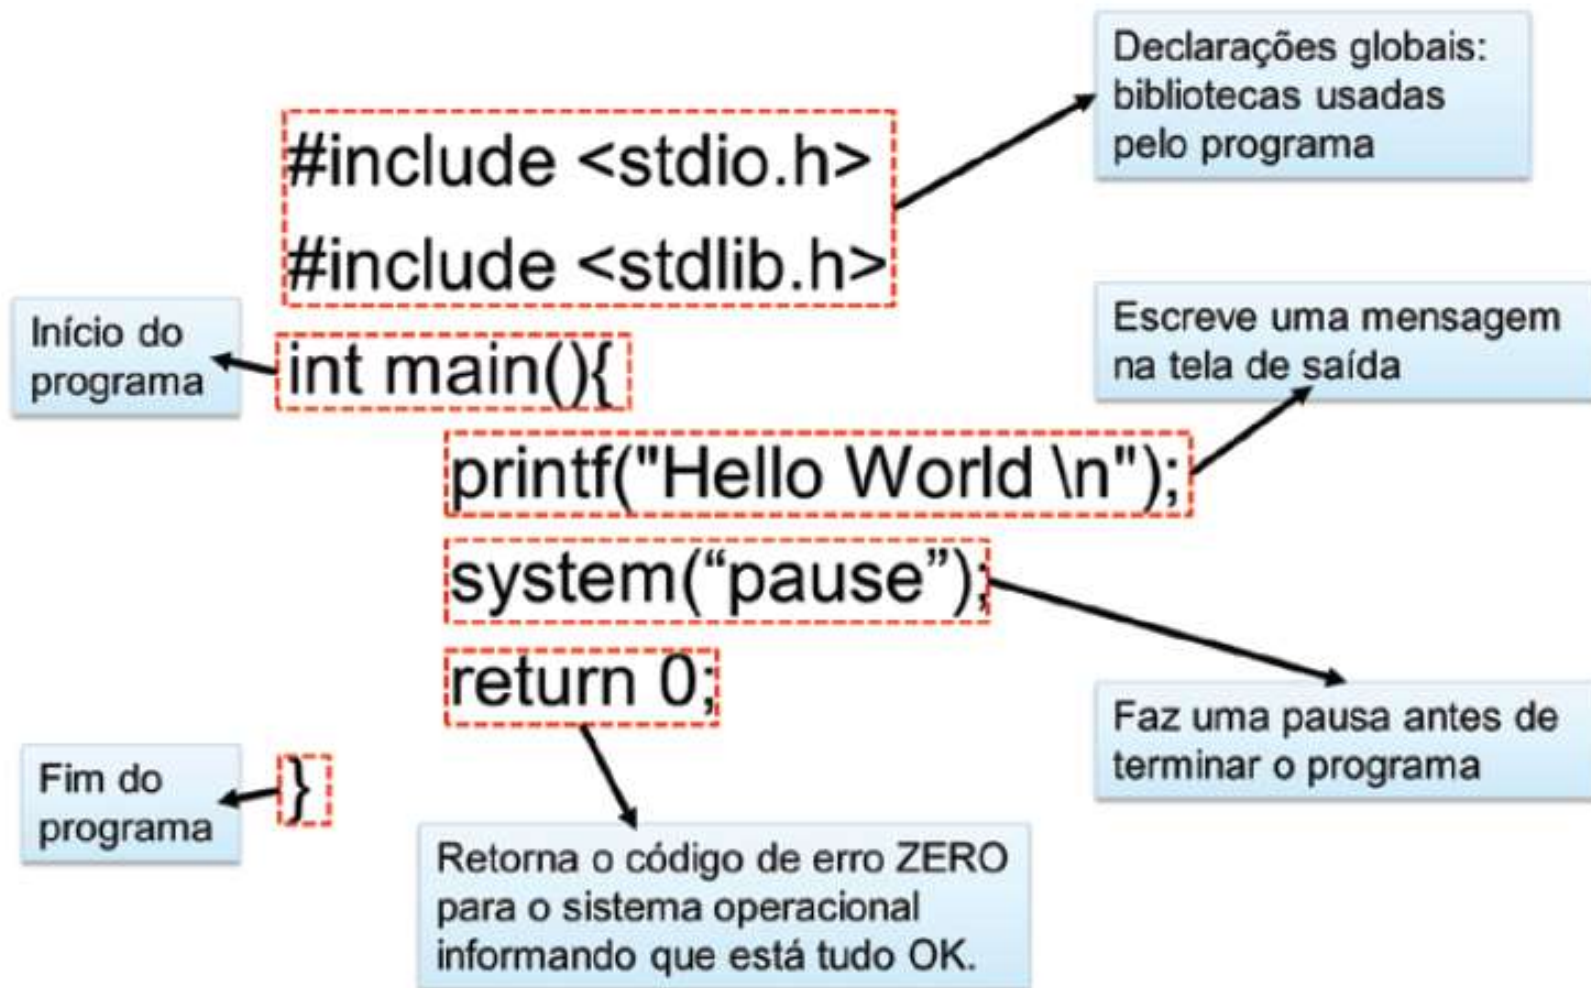 Declarações globais:
bibliotecas usadas
pelo programa
#include <stdio.h>
#include <stdlib.h>
Início do
programa
int main(){
Escreve uma mensagem
na tela de saída
printf("Hello World \n");
system(“pause”);
return 0;
Faz uma pausa antes de
terminar o programa
Fim do
programa
}
Retorna o código de erro ZERO
para o sistema operacional
informando que está tudo OK.